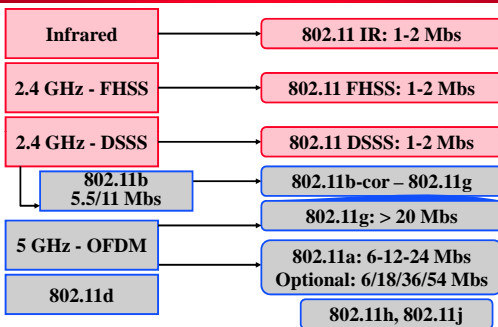 Infrared
802.11 IR: 1-2 Mbs
2.4 GHz - FHSS
802.11 FHSS: 1-2 Mbs
2.4 GHz - DSSS
802.11 DSSS: 1-2 Mbs
802.11b
5.5/11 Mbs
802.11b-cor – 802.11g
802.11g: > 20 Mbs
5 GHz - OFDM
802.11a: 6-12-24 Mbs
Optional: 6/18/36/54 Mbs
802.11d
802.11h, 802.11j